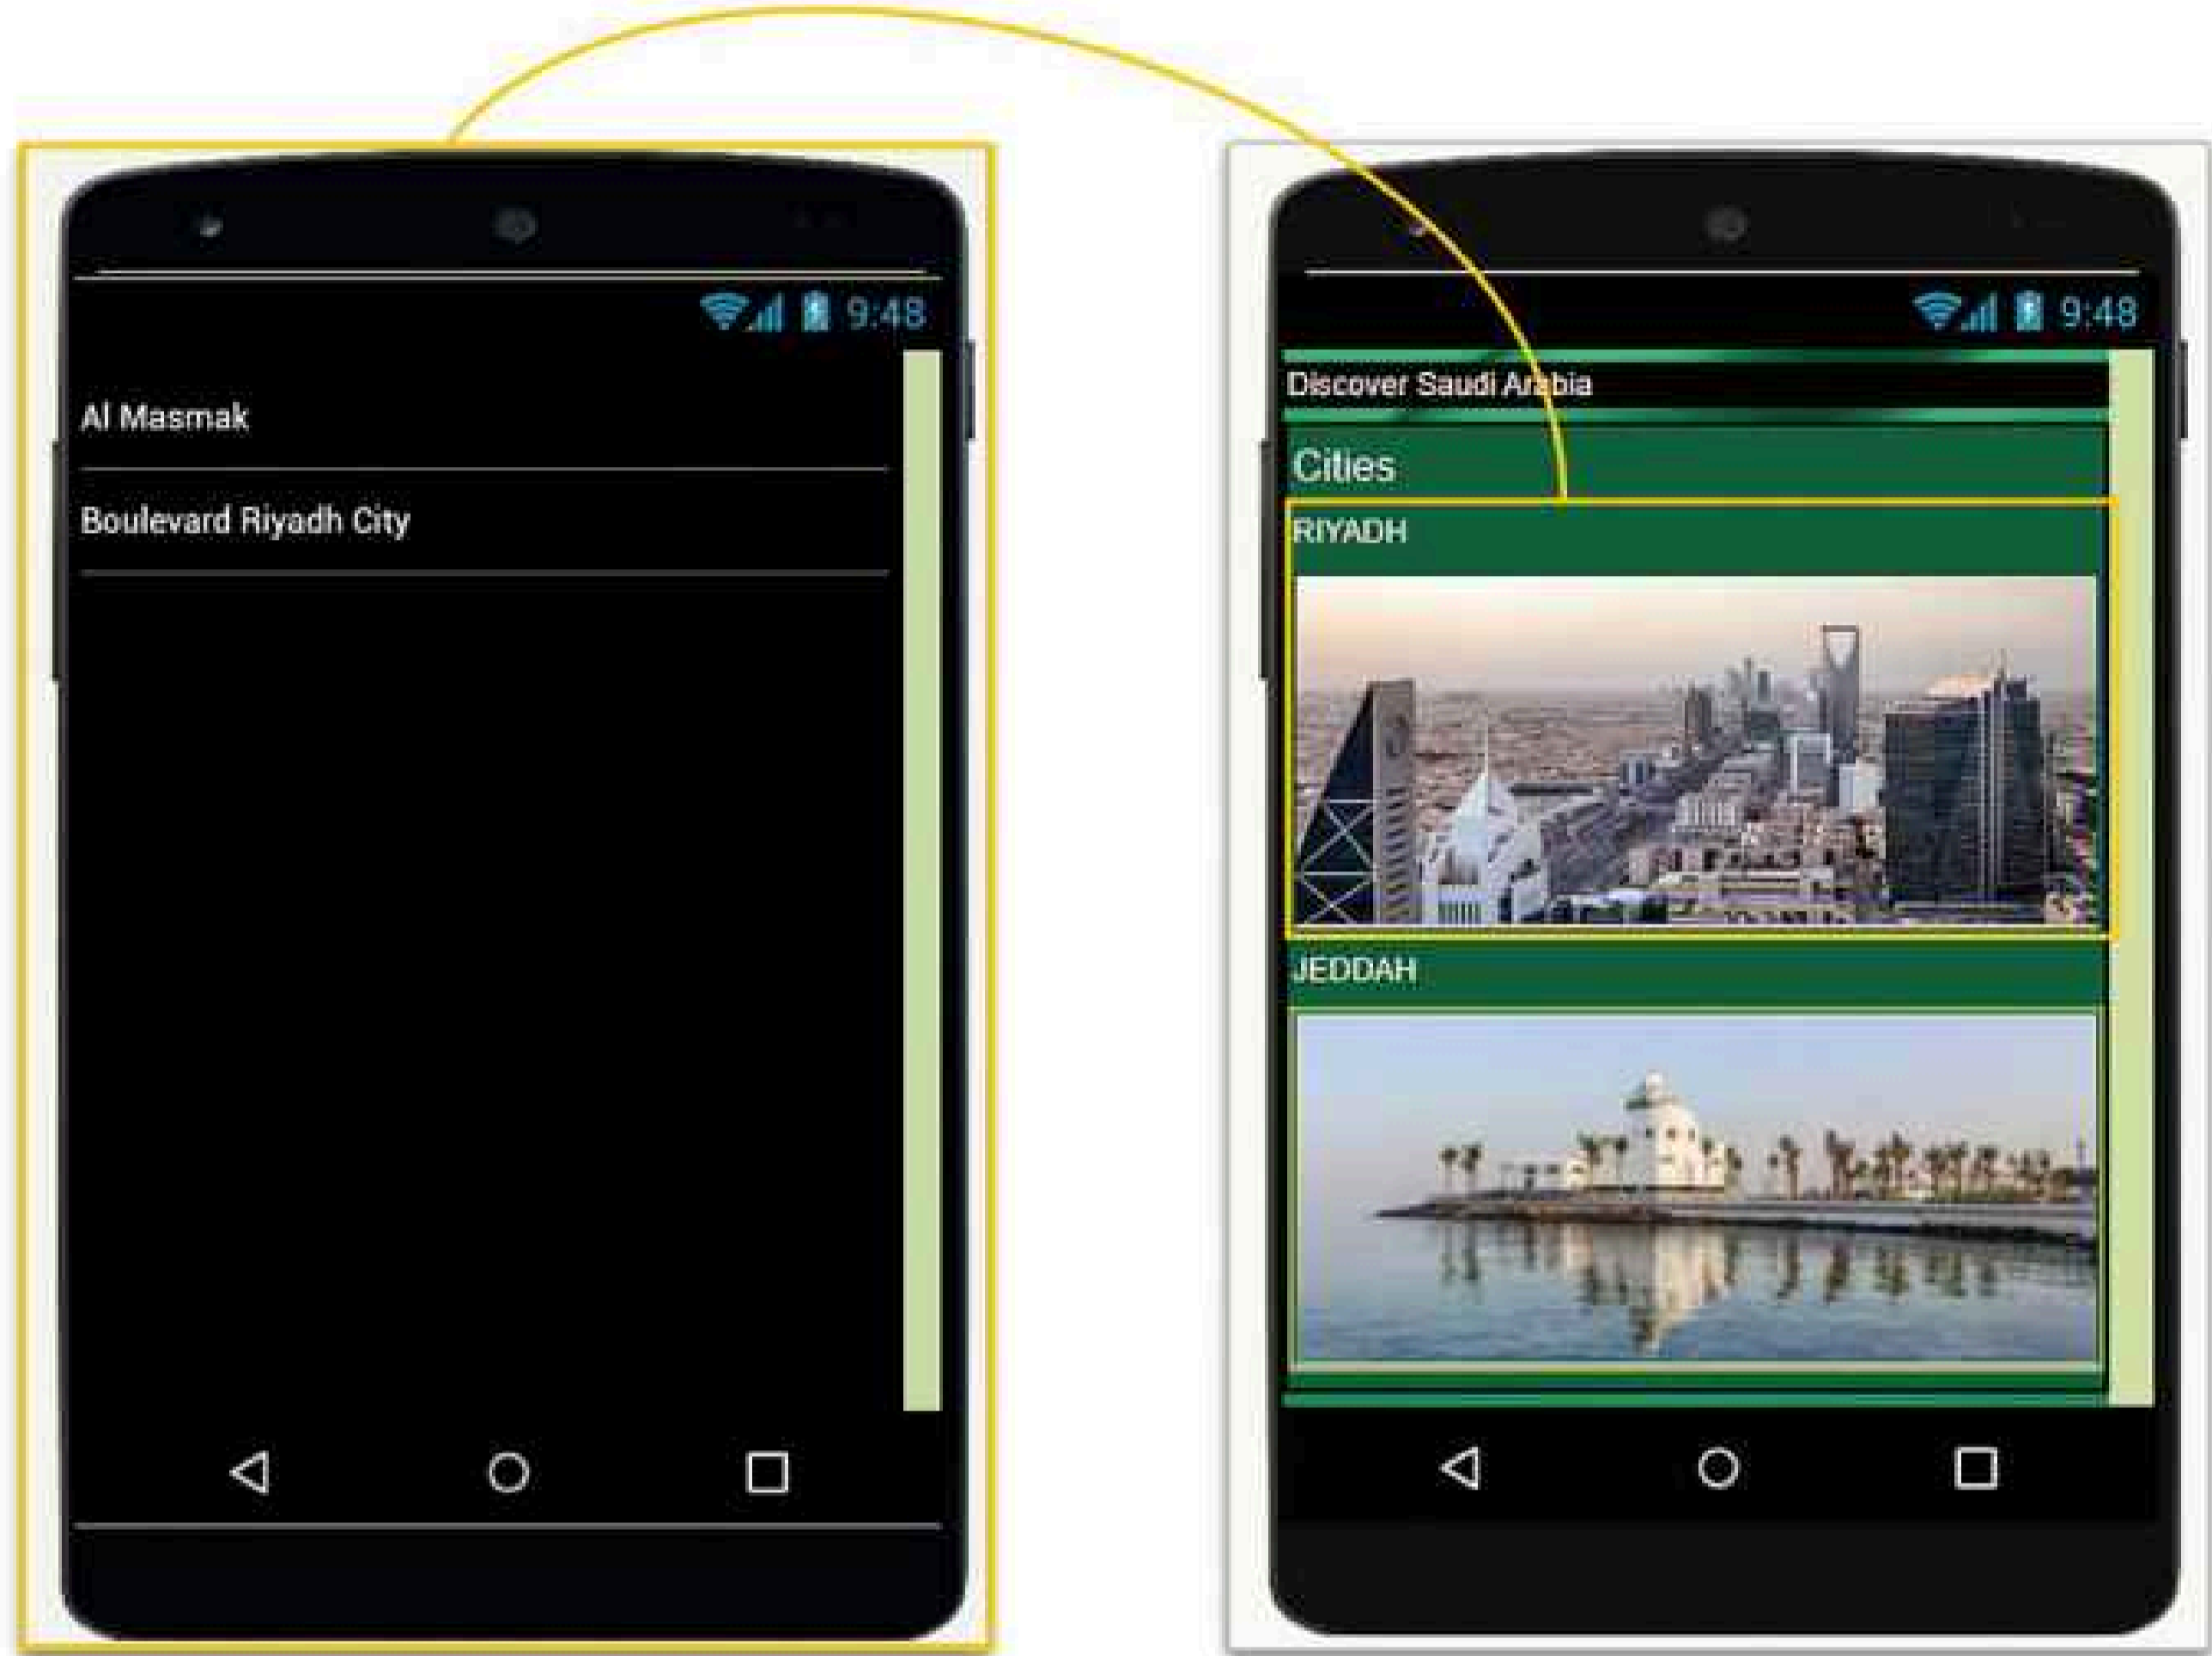 9:48
Al Masmak
Boulevard Riyadh City
9:48
Discover Saudi Arabia
Cities
RIYADH
JEDDAH